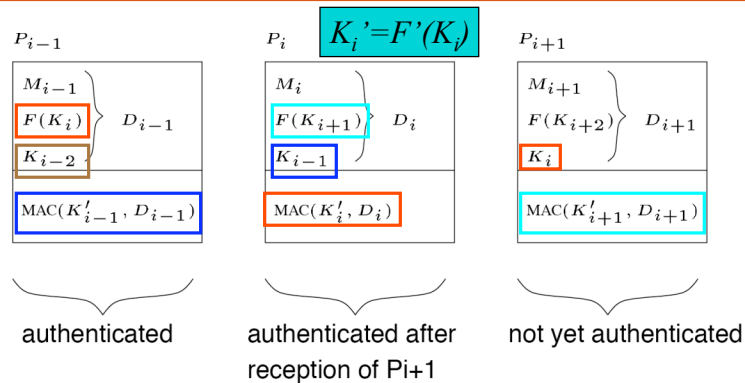 K_i'=F'(K_i)
P_{i−1}
M_{i−1}
F(K_i)
K_{i−2}
D_{i−1}
MAC(K'_{i−1}, D_{i−1})
authenticated
P_i
M_i
F(K_{i+1})
K_{i−1}
D_i
MAC(K'_i, D_i)
authenticated after
reception of Pi+1
P_{i+1}
M_{i+1}
F(K_{i+2})
K_i
D_{i+1}
MAC(K'_{i+1}, D_{i+1})
not yet authenticated